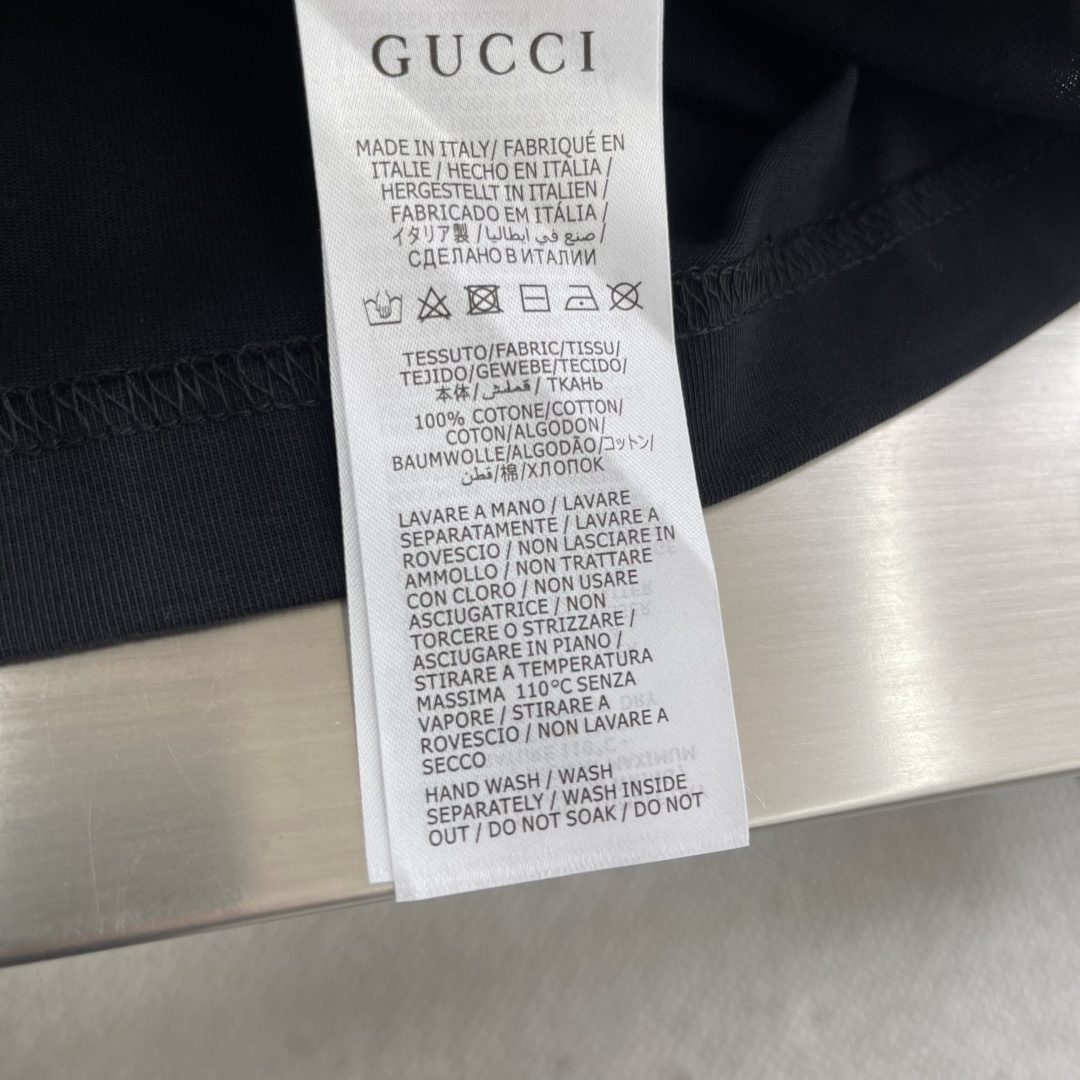 GUCCI
MADE IN ITALY/ FABRIQUÉ EN
ITALIE / HECHO EN ITALIA /
HERGESTELLT IN ITALIEN /
FABRICADO EM ITÁLIA /
イタリア製 / صنع في ايطاليا /
СДЕЛАНО В ИТАЛИИ
TESSUTO/FABRIC/TISSU/
TEJIDO/GEWEBE/TECIDO/
本体/ قملش / ТКАНЬ
100% COTONE/COTTON/
COTON/ALGODON/
BAUMWOLLE/ALGODÃO/コットン/
قطن/棉/ХЛОПОК
LAVARE A MANO / LAVARE
SEPARATAMENTE / LAVARE A
ROVESCIO / NON LASCIARE IN
AMMOLLO / NON TRATTARE
CON CLORO / NON USARE
ASCIUGATRICE / NON
TORCERE O STRIZZARE /
ASCIUGARE IN PIANO /
STIRARE A TEMPERATURA
MASSIMA 110°C SENZA
VAPORE / STIRARE A
ROVESCIO / NON LAVARE A
SECCO
HAND WASH / WASH
SEPARATELY / WASH INSIDE
OUT / DO NOT SOAK / DO NOT